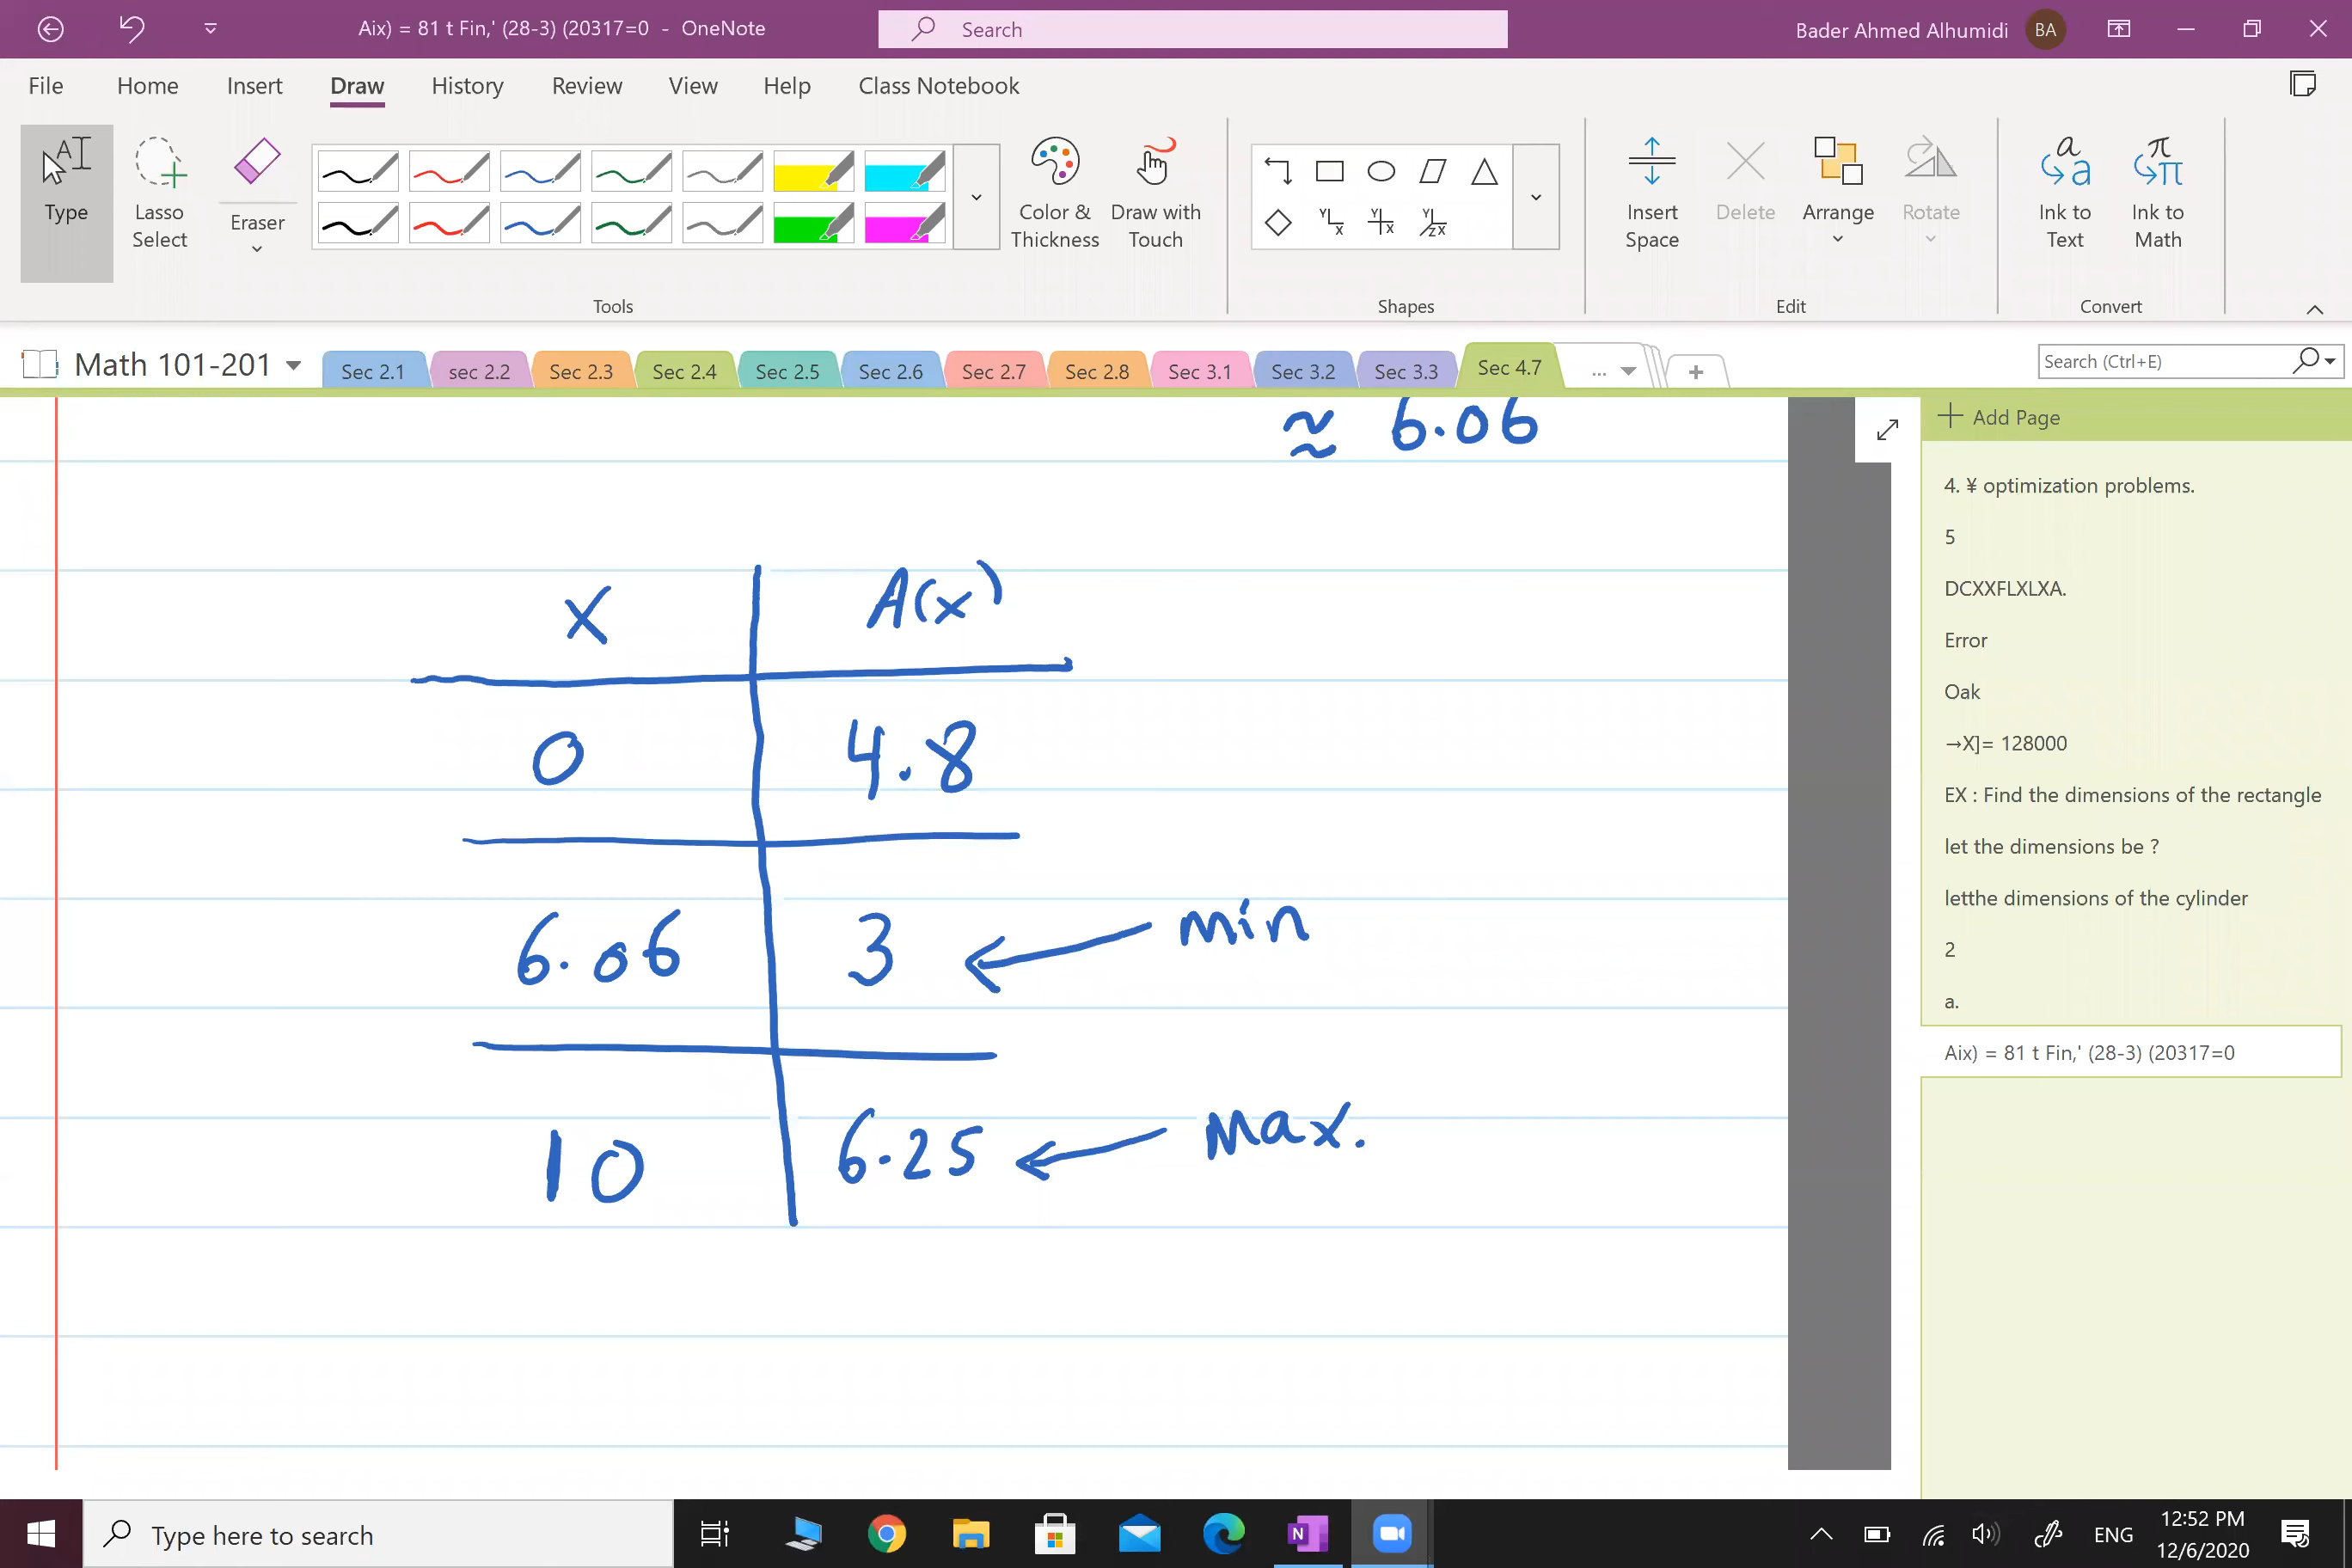 Aix) = 81 t Fin,' (28-3) (20317=0 - OneNote
Search
Bader Ahmed Alhumidi
BA
File Home Insert Draw History Review View Help Class Notebook
Type
Lasso Select
Eraser
Color & Thickness
Draw with Touch
Insert Space
Delete
Arrange
Rotate
Ink to Text
Ink to Math
Tools
Shapes
Edit
Convert
Math 101-201
Sec 2.1
sec 2.2
Sec 2.3
Sec 2.4
Sec 2.5
Sec 2.6
Sec 2.7
Sec 2.8
Sec 3.1
Sec 3.2
Sec 3.3
Sec 4.7
...
Search (Ctrl+E)
≈ 6.06
x A(x)
0 4.8
6.06 3 ← min
10 6.25 ← Max.
Add Page
4. ¥ optimization problems.
5
DCXXFLXLXA.
Error
Oak
→X]= 128000
EX : Find the dimensions of the rectangle
let the dimensions be ?
letthe dimensions of the cylinder
2
a.
Aix) = 81 t Fin,' (28-3) (20317=0
Type here to search
ENG
12:52 PM
12/6/2020